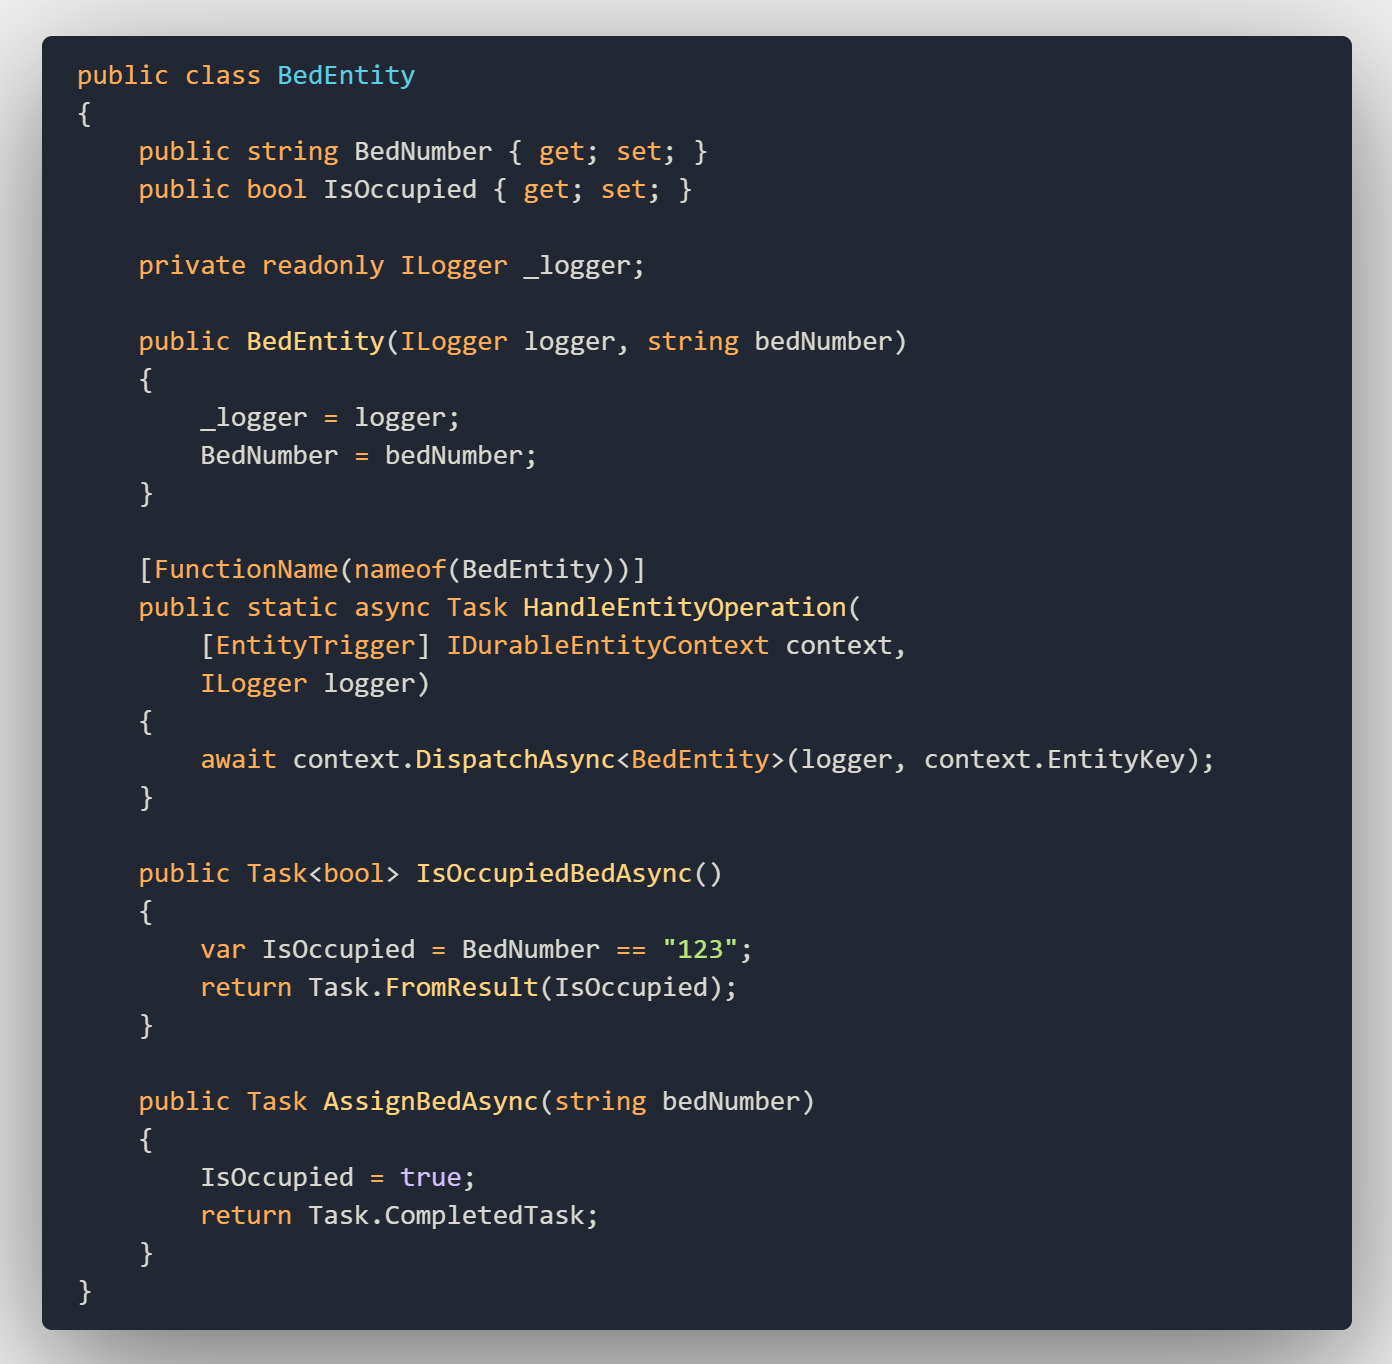 public class BedEntity
{
    public string BedNumber { get; set; }
    public bool IsOccupied { get; set; }

    private readonly ILogger _logger;

    public BedEntity(ILogger logger, string bedNumber)
    {
        _logger = logger;
        BedNumber = bedNumber;
    }

    [FunctionName(nameof(BedEntity))]
    public static async Task HandleEntityOperation(
        [EntityTrigger] IDurableEntityContext context,
        ILogger logger)
    {
        await context.DispatchAsync<BedEntity>(logger, context.EntityKey);
    }

    public Task<bool> IsOccupiedBedAsync()
    {
        var IsOccupied = BedNumber == "123";
        return Task.FromResult(IsOccupied);
    }

    public Task AssignBedAsync(string bedNumber)
    {
        IsOccupied = true;
        return Task.CompletedTask;
    }
}